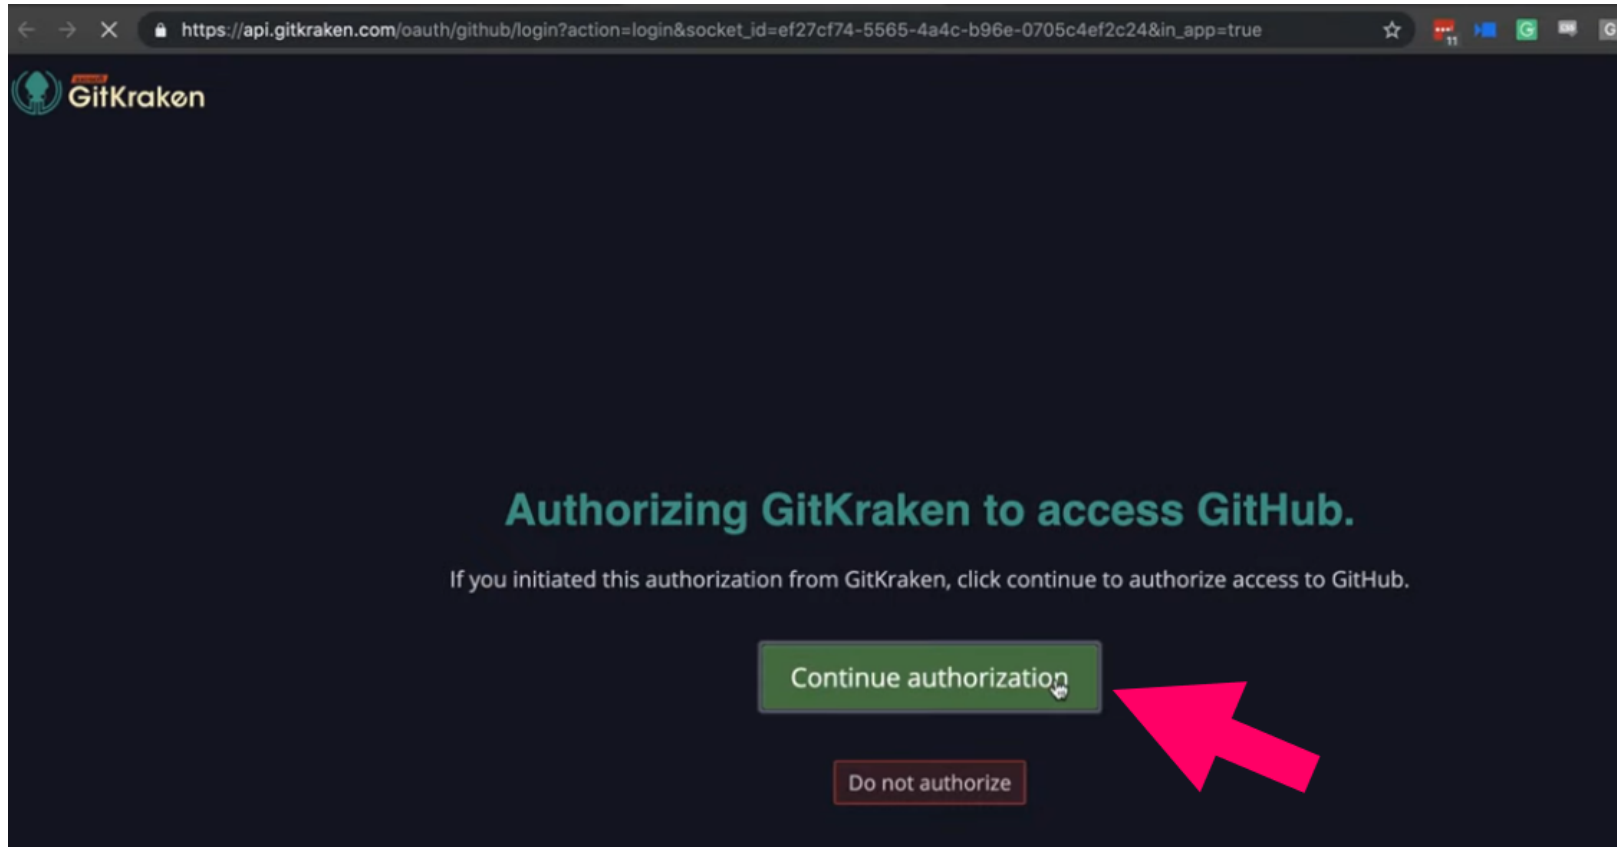 https://api.gitkraken.com/oauth/github/login?action=login&socket_id=ef27cf74-5565-4a4c-b96e-0705c4ef2c24&in_app=true
11
G
G
GitKraken
Authorizing GitKraken to access GitHub.
If you initiated this authorization from GitKraken, click continue to authorize access to GitHub.
Continue authorization
Do not authorize